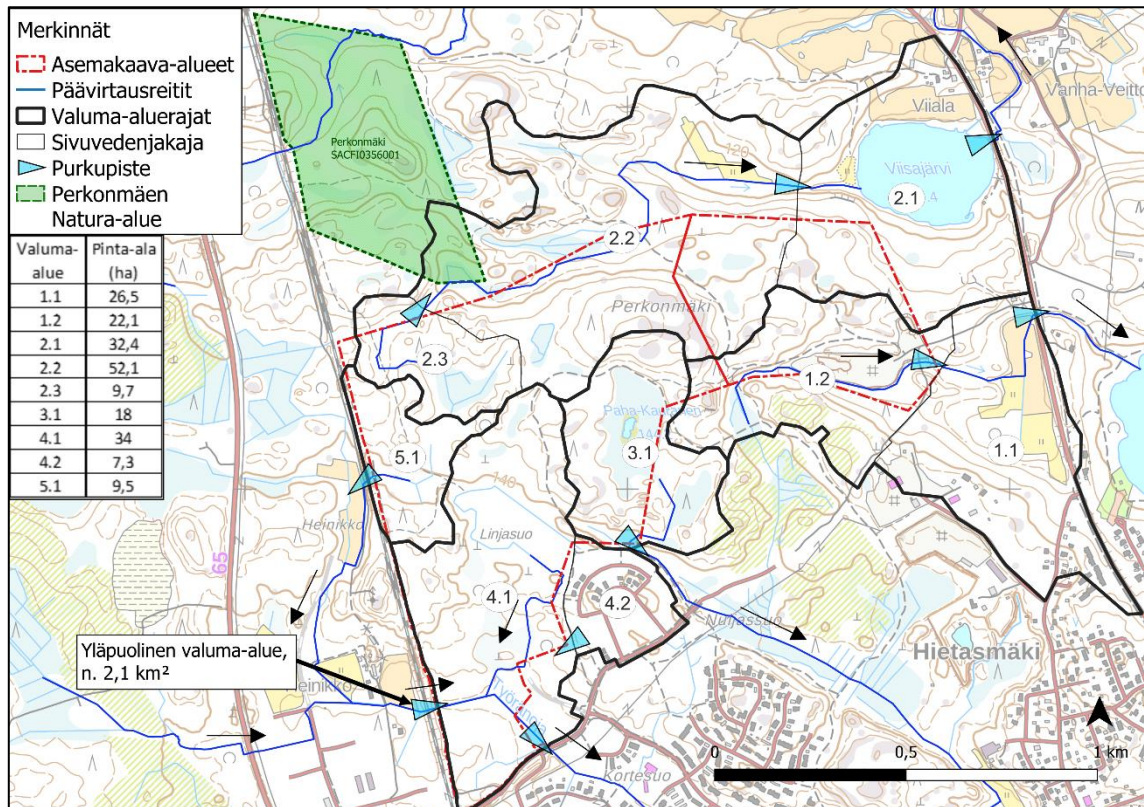 Merkinnät
Asemakaava-alueet
Päävirtausreitit
Valuma-aluerajat
Sivuvedenjakaja
Purkupiste
Perkonmäen
Natura-alue
Valuma-
alue
Pinta-ala
(ha)
1.1 26,5
1.2 22,1
2.1 32,4
2.2 52,1
2.3 9,7
3.1 18
4.1 34
4.2 7,3
5.1 9,5
Perkonmäki
SACFI0356001
Viiala
Vanha-Veitto
120
Viisajärvi
2.1
2.2
Perkonmäki
2.3
1.2
3.1
1.1
5.1
140
Heinikko
Linjasuo
65
4.1
4.2
Nuijassuo
Hietasmäki
Yläpuolinen valuma-alue,
n. 2,1 km²
Kortesuo
0 0,5 1 km